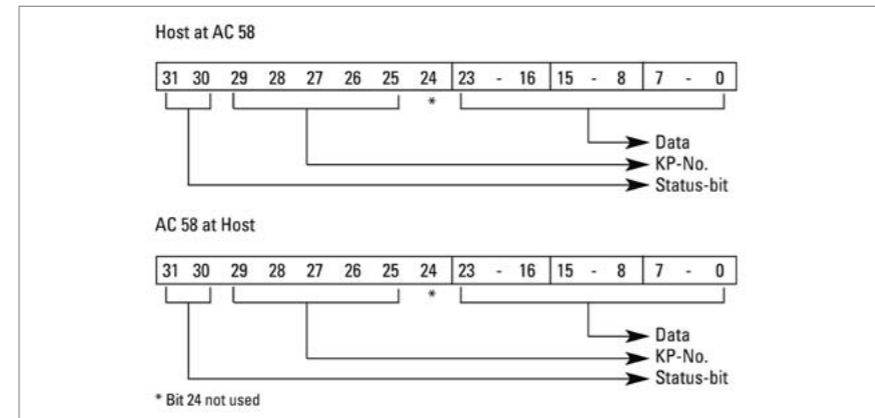 Host at AC 58
31 30 29 28 27 26 25 24 23 - 16 15 - 8 7 - 0
*
Data
KP-No.
Status-bit
AC 58 at Host
31 30 29 28 27 26 25 24 23 - 16 15 - 8 7 - 0
*
Data
KP-No.
Status-bit
* Bit 24 not used